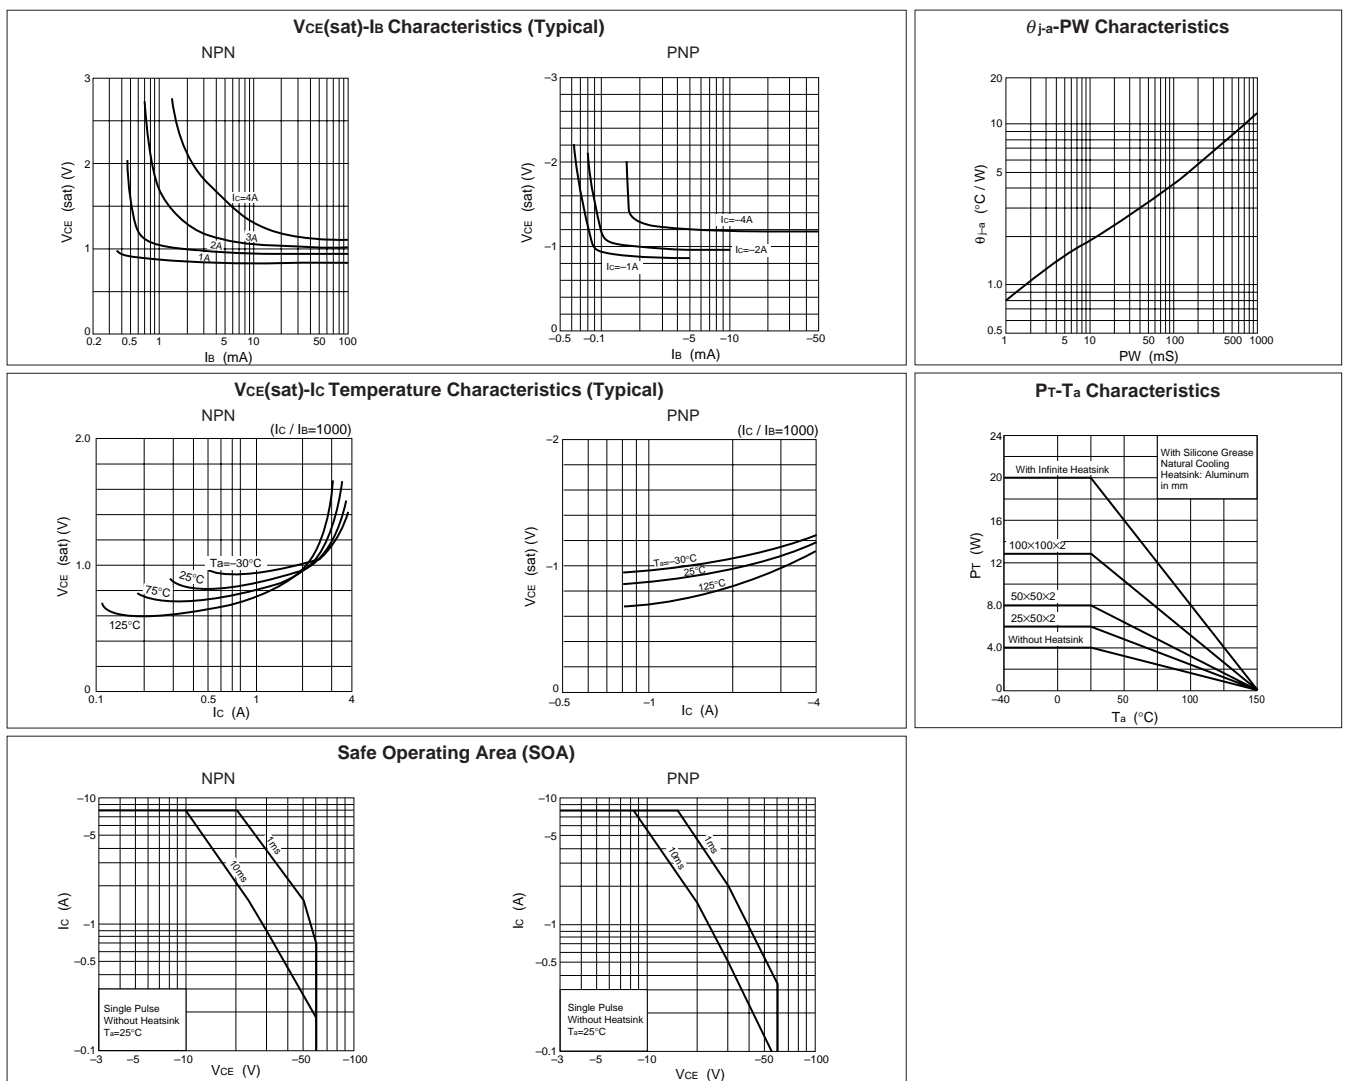 VCE(sat)-IB Characteristics (Typical)
NPN
3
2
1
0
VCE (sat) (V)
IC=4A
3A
2A
1A
0.2 0.5 1 5 10 50 100
IB (mA)
PNP
–3
–2
–1
0
VCE (sat) (V)
IC=–4A
IC=–2A
IC=–1A
–0.5 –0.1 –5 –10 –50
IB (mA)
θj-a-PW Characteristics
20
10
5
1.0
0.5
θj–a (°C / W)
1 5 10 50 100 500 1000
PW (mS)
VCE(sat)-IC Temperature Characteristics (Typical)
NPN
(IC / IB=1000)
2.0
1.0
0
VCE (sat) (V)
Ta=–30°C
25°C
75°C
125°C
0.1 0.5 1 4
IC (A)
PNP
(IC / IB=1000)
–2
–1
0
VCE (sat) (V)
Ta=–30°C
25°C
125°C
–0.5 –1 –4
IC (A)
PT-Ta Characteristics
24
20
16
12
8.0
4.0
0
PT (W)
With Silicone Grease
Natural Cooling
Heatsink: Aluminum
in mm
With Infinite Heatsink
100×100×2
50×50×2
25×50×2
Without Heatsink
–40 0 50 100 150
Ta (°C)
Safe Operating Area (SOA)
NPN
–10
–5
–1
–0.5
–0.1
IC (A)
1ms
10ms
Single Pulse
Without Heatsink
Ta=25°C
–3 –5 –10 –50 –100
VCE (V)
PNP
–10
–5
–1
–0.5
–0.1
IC (A)
1ms
10ms
Single Pulse
Without Heatsink
Ta=25°C
–3 –5 –10 –50 –100
VCE (V)